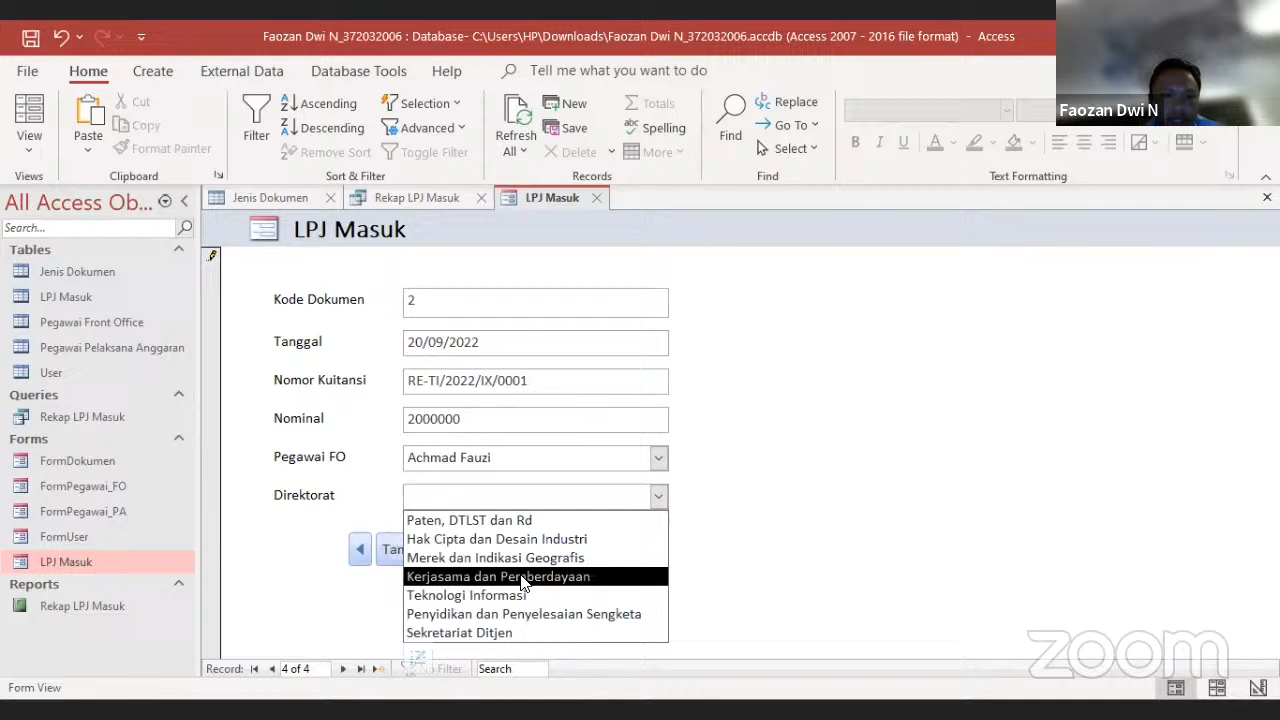 Faozan Dwi N_372032006 : Database- C:\Users\HP\Downloads\Faozan Dwi N_372032006.accdb (Access 2007 - 2016 file format) - Access
Faozan Dwi N
File
Home
Create
External Data
Database Tools
Help
Tell me what you want to do
View
Views
Paste
Cut
Copy
Format Painter
Clipboard
Filter
Ascending
Descending
Remove Sort
Selection
Advanced
Toggle Filter
Sort & Filter
Refresh
All
New
Save
Delete
Totals
Spelling
More
Records
Find
Replace
Go To
Select
Find
B I U
Text Formatting
All Access Ob...
Search...
Tables
Jenis Dokumen
LPJ Masuk
Pegawai Front Office
Pegawai Pelaksana Anggaran
User
Queries
Rekap LPJ Masuk
Forms
FormDokumen
FormPegawai_FO
FormPegawai_PA
FormUser
LPJ Masuk
Reports
Rekap LPJ Masuk
Jenis Dokumen
Rekap LPJ Masuk
LPJ Masuk
LPJ Masuk
Kode Dokumen 2
Tanggal 20/09/2022
Nomor Kuitansi RE-TI/2022/IX/0001
Nominal 2000000
Pegawai FO Achmad Fauzi
Direktorat
Paten, DTLST dan Rd
Hak Cipta dan Desain Industri
Merek dan Indikasi Geografis
Kerjasama dan Pemberdayaan
Teknologi Informasi
Penyidikan dan Penyelesaian Sengketa
Sekretariat Ditjen
Tan
Record: 4 of 4 No Filter Search
Form View
zoom